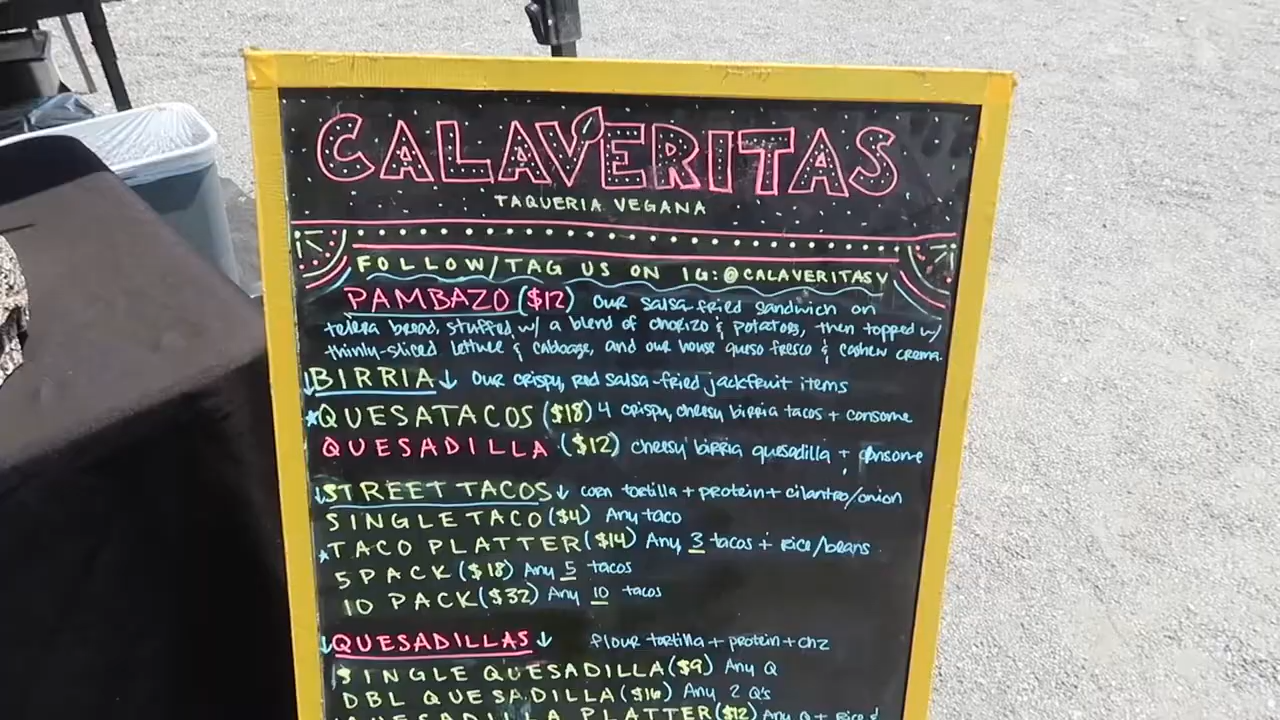 CALAVERITAS
TAQUERIA VEGANA
FOLLOW/TAG US ON IG: @CALAVERITASV
PAMBAZO ($12) Our salsa-fried sandwich on
telera bread, stuffed w/ a blend of chorizo & potatoes, then topped w/
thinly-sliced lettuce & cabbage, and our house queso fresco & cashew crema.
↓BIRRIA↓ Our crispy, red salsa-fried jackfruit items
★QUESATACOS ($18) 4 crispy, cheesy birria tacos + consome
QUESADILLA ($12) cheesy birria quesadilla + consome
↓STREET TACOS↓ corn tortilla + protein + cilantro/onion
SINGLE TACO ($4) Any taco
★TACO PLATTER ($14) Any 3 tacos + rice/beans
5 PACK ($18) Any 5 tacos
10 PACK ($32) Any 10 tacos
↓QUESADILLAS↓ flour tortilla + protein + chz
SINGLE QUESADILLA ($9) Any Q
DBL QUESADILLA ($16) Any 2 Q's
QUESADILLA PLATTER ($12) Any Q + rice &